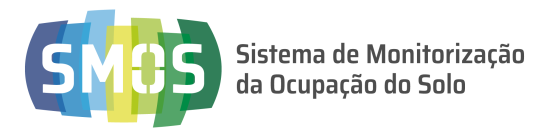 SMOS
Sistema de Monitorização
da Ocupação do Solo